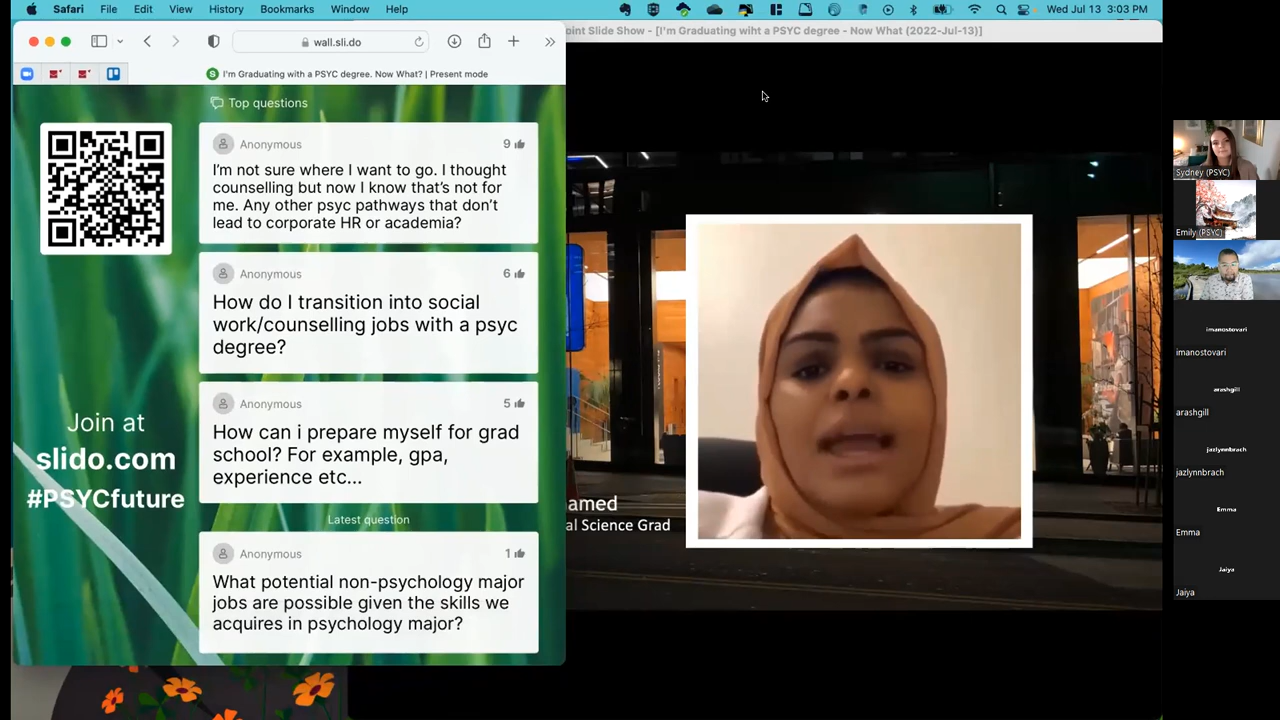 Safari File Edit View History Bookmarks Window Help
Wed Jul 13 3:03 PM
oint Slide Show - [I'm Graduating wiht a PSYC degree - Now What (2022-Jul-13)]
wall.sli.do
I'm Graduating with a PSYC degree. Now What? | Present mode
Top questions
Anonymous
9
I'm not sure where I want to go. I thought
counselling but now I know that's not for
me. Any other psyc pathways that don't
lead to corporate HR or academia?
Anonymous
6
How do I transition into social
work/counselling jobs with a psyc
degree?
Anonymous
5
How can i prepare myself for grad
school? For example, gpa,
experience etc...
Latest question
Anonymous
1
What potential non-psychology major
jobs are possible given the skills we
acquires in psychology major?
Join at
slido.com
#PSYCfuture
amed
al Science Grad
Sydney (PSYC)
Emily (PSYC)
imanostovari
imanostovari
arashgill
arashgill
jazlynnbrach
jazlynnbrach
Emma
Emma
Jaiya
Jaiya